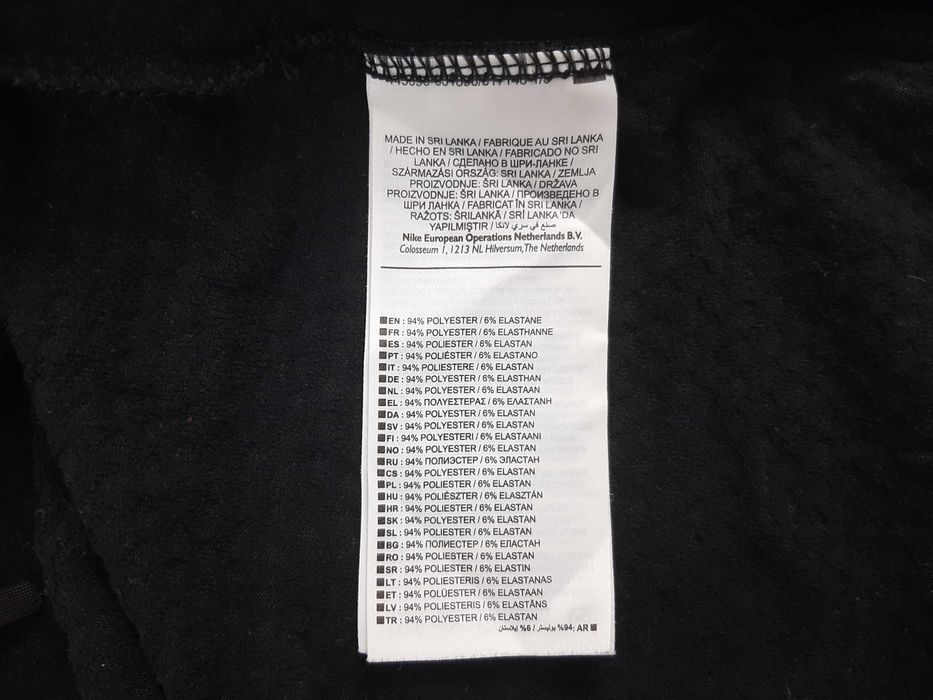 MADE IN SRI LANKA / FABRIQUE AU SRI LANKA
/ HECHO EN SRI LANKA / FABRICADO NO SRI
LANKA / СДЕЛАНО В ШРИ-ЛАНКЕ /
SZÁRMAZÁSI ORSZÁG: SRI LANKA / ZEMLJA
PROIZVODNJE: ŠRI LANKA / DRŽAVA
PROIZVODNJE: ŠRI LANKA / ПРОИЗВЕДЕНО В
ШРИ ЛАНКА / FABRICAT ÎN SRI LANKA /
RAŽOTS: ŠRILANKĀ / SRİ LANKA 'DA
YAPILMIŞTIR / صنع في سري لانكا
Nike European Operations Netherlands B.V.
Colosseum 1, 1213 NL Hilversum, The Netherlands
EN : 94% POLYESTER / 6% ELASTANE
FR : 94% POLYESTER / 6% ELASTHANNE
ES : 94% POLIESTER / 6% ELASTAN
PT : 94% POLIÉSTER / 6% ELASTANO
IT : 94% POLIESTERE / 6% ELASTAN
DE : 94% POLYESTER / 6% ELASTHAN
NL : 94% POLYESTER / 6% ELASTAAN
EL : 94% ΠΟΛΥΕΣΤΕΡΑΣ / 6% ΕΛΑΣΤΑΝΗ
DA : 94% POLYESTER / 6% ELASTAN
SV : 94% POLYESTER / 6% ELASTAN
FI : 94% POLYESTERI / 6% ELASTAANI
NO : 94% POLYESTER / 6% ELASTAN
RU : 94% ПОЛИЭСТЕР / 6% ЭЛАСТАН
CS : 94% POLYESTER / 6% ELASTAN
PL : 94% POLYESTER / 6% ELASTAN
HU : 94% POLIÉSZTER / 6% ELASZTÁN
HR : 94% POLYESTER / 6% ELASTAN
SK : 94% POLYESTER / 6% ELASTAN
SL : 94% POLYESTER / 6% ELASTAN
BG : 94% ПОЛИЕСТЕР / 6% ЕЛАСТАН
RO : 94% POLYESTER / 6% ELASTAN
SR : 94% POLYESTER / 6% ELASTIN
LT : 94% POLIESTERIS / 6% ELASTANAS
ET : 94% POLÜESTER / 6% ELASTAAN
LV : 94% POLIESTERIS / 6% ELASTĀNS
TR : 94% POLYESTER / 6% ELASTAN
AR : 94% بوليستر / 6% إيلاستان